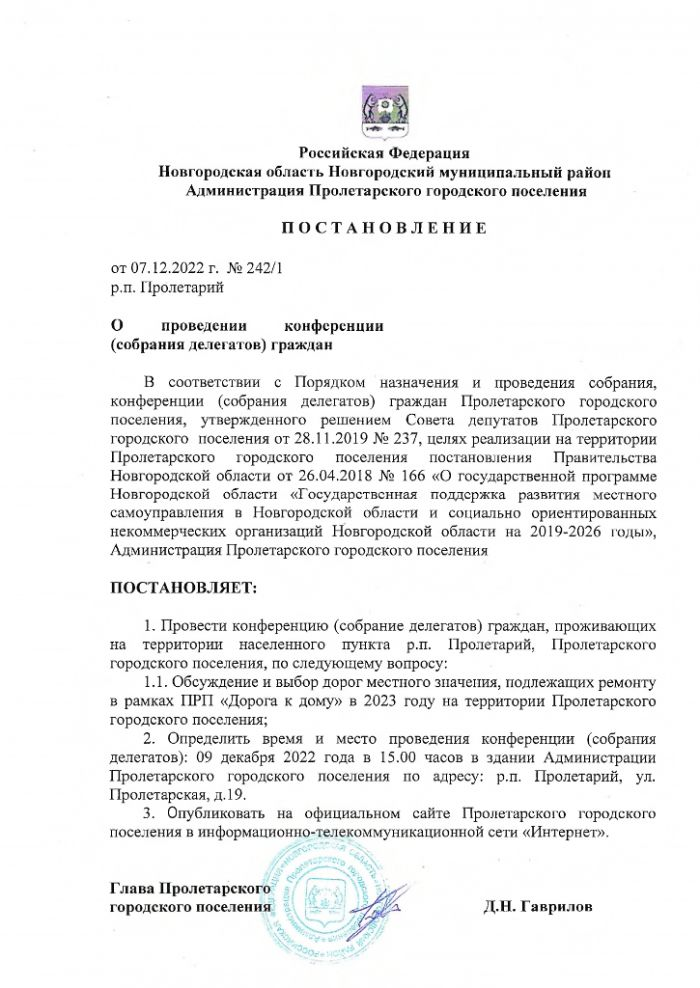 Российская Федерация
Новгородская область Новгородский муниципальный район
Администрация Пролетарского городского поселения
П О С Т А Н О В Л Е Н И Е
от 07.12.2022 г.  № 242/1
р.п. Пролетарий
О проведении конференции
(собрания делегатов) граждан
В соответствии с Порядком назначения и проведения собрания,
конференции (собрания делегатов) граждан Пролетарского городского
поселения, утвержденного решением Совета депутатов Пролетарского
городского  поселения от 28.11.2019 № 237, целях реализации на территории
Пролетарского городского поселения постановления Правительства
Новгородской области от 26.04.2018 № 166 «О государственной программе
Новгородской области «Государственная поддержка развития местного
самоуправления в Новгородской области и социально ориентированных
некоммерческих организаций Новгородской области на 2019-2026 годы»,
Администрация Пролетарского городского поселения
ПОСТАНОВЛЯЕТ:
1. Провести конференцию (собрание делегатов) граждан, проживающих
на территории населенного пункта р.п. Пролетарий, Пролетарского
городского поселения, по следующему вопросу:
1.1. Обсуждение и выбор дорог местного значения, подлежащих ремонту
в рамках ПРП «Дорога к дому» в 2023 году на территории Пролетарского
городского поселения;
2. Определить время и место проведения конференции (собрания
делегатов): 09 декабря 2022 года в 15.00 часов в здании Администрации
Пролетарского городского поселения по адресу: р.п. Пролетарий, ул.
Пролетарская, д.19.
3. Опубликовать на официальном сайте Пролетарского городского
поселения в информационно-телекоммуникационной сети «Интернет».
Глава Пролетарского
городского поселения Д.Н. Гаврилов